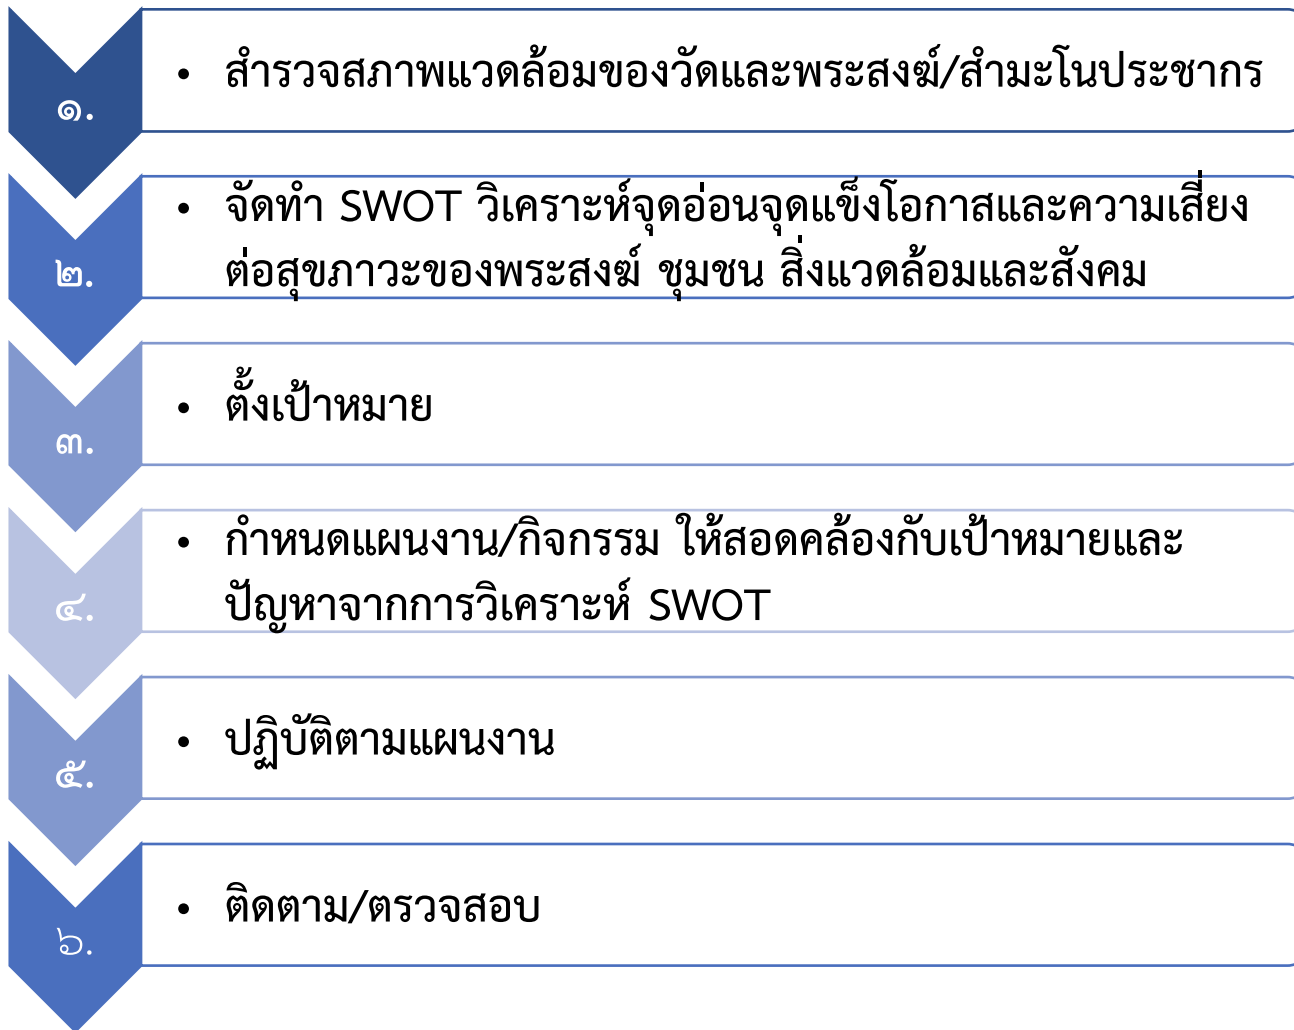 ๑.
• สำรวจสภาพแวดล้อมของวัดและพระสงฆ์/สำมะโนประชากร
๒.
• จัดทำ SWOT วิเคราะห์จุดอ่อนจุดแข็งโอกาสและความเสี่ยง
ต่อสุขภาวะของพระสงฆ์ ชุมชน สิ่งแวดล้อมและสังคม
๓.
• ตั้งเป้าหมาย
๔.
• กำหนดแผนงาน/กิจกรรม ให้สอดคล้องกับเป้าหมายและ
ปัญหาจากการวิเคราะห์ SWOT
๕.
• ปฏิบัติตามแผนงาน
๖.
• ติดตาม/ตรวจสอบ